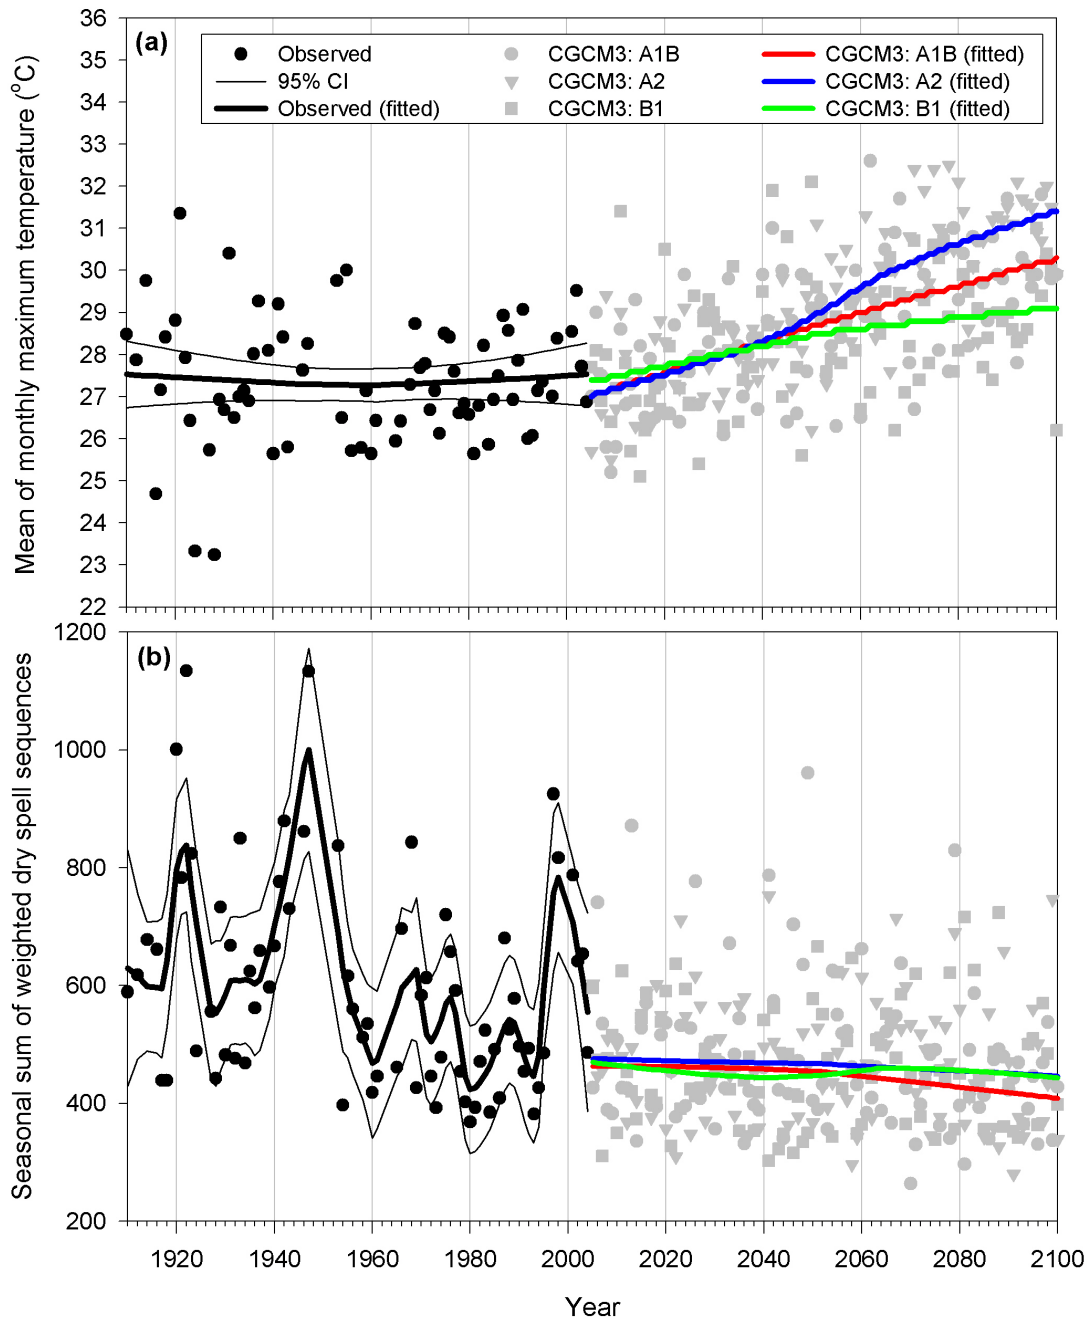 (a)
Observed
95% CI
Observed (fitted)
CGCM3: A1B
CGCM3: A2
CGCM3: B1
CGCM3: A1B (fitted)
CGCM3: A2 (fitted)
CGCM3: B1 (fitted)
Mean of monthly maximum temperature (°C)
36
35
34
33
32
31
30
29
28
27
26
25
24
23
22
(b)
Seasonal sum of weighted dry spell sequences
1200
1000
800
600
400
200
1920 1940 1960 1980 2000 2020 2040 2060 2080 2100
Year